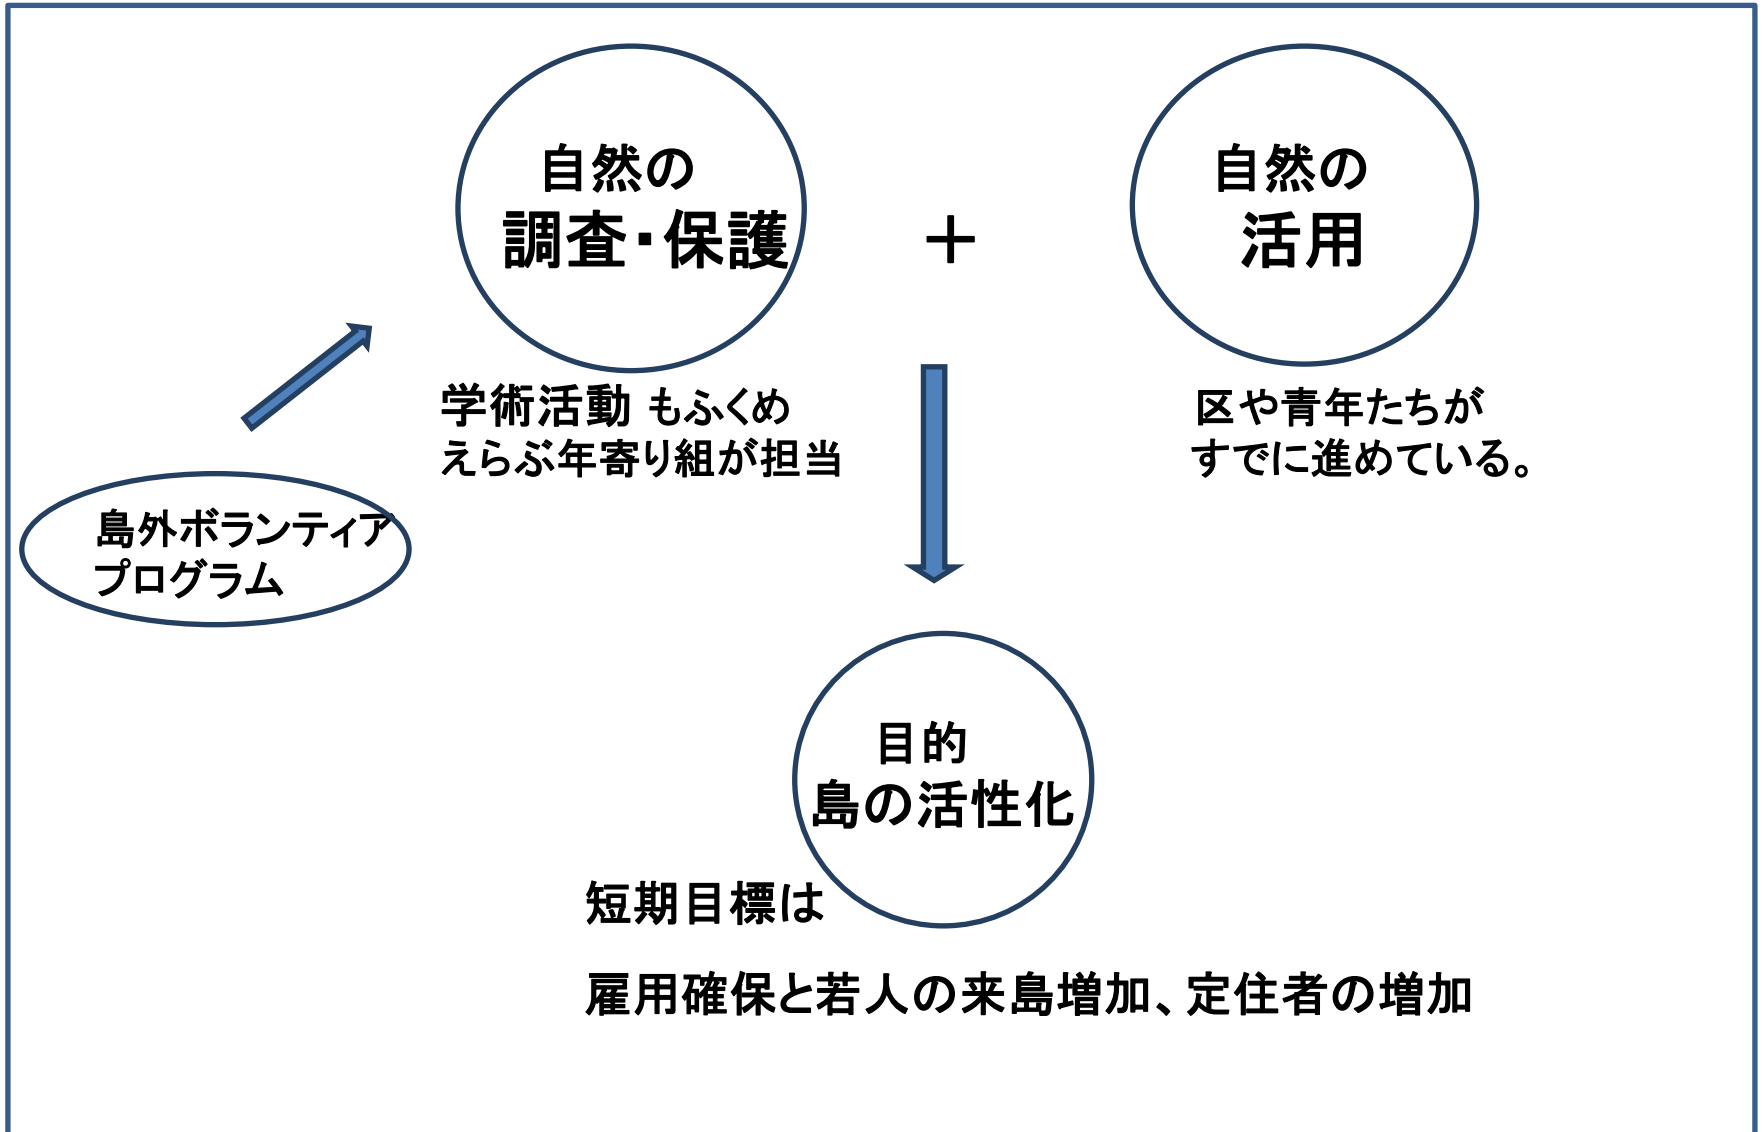 自然の
調査・保護
＋
自然の
活用
学術活動 もふくめ
えらぶ年寄り組が担当
区や青年たちが
すでに進めている。
島外ボランティア
プログラム
目的
島の活性化
短期目標は
雇用確保と若人の来島増加、定住者の増加